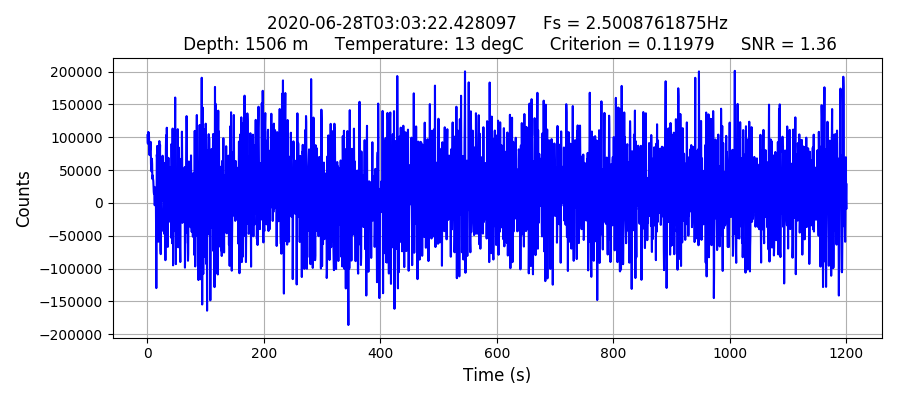 2020-06-28T03:03:22.428097 Fs = 2.5008761875Hz
Depth: 1506 m Temperature: 13 degC Criterion = 0.11979 SNR = 1.36
200000
150000
100000
50000
0
−50000
−100000
−150000
−200000
Counts
0 200 400 600 800 1000 1200
Time (s)